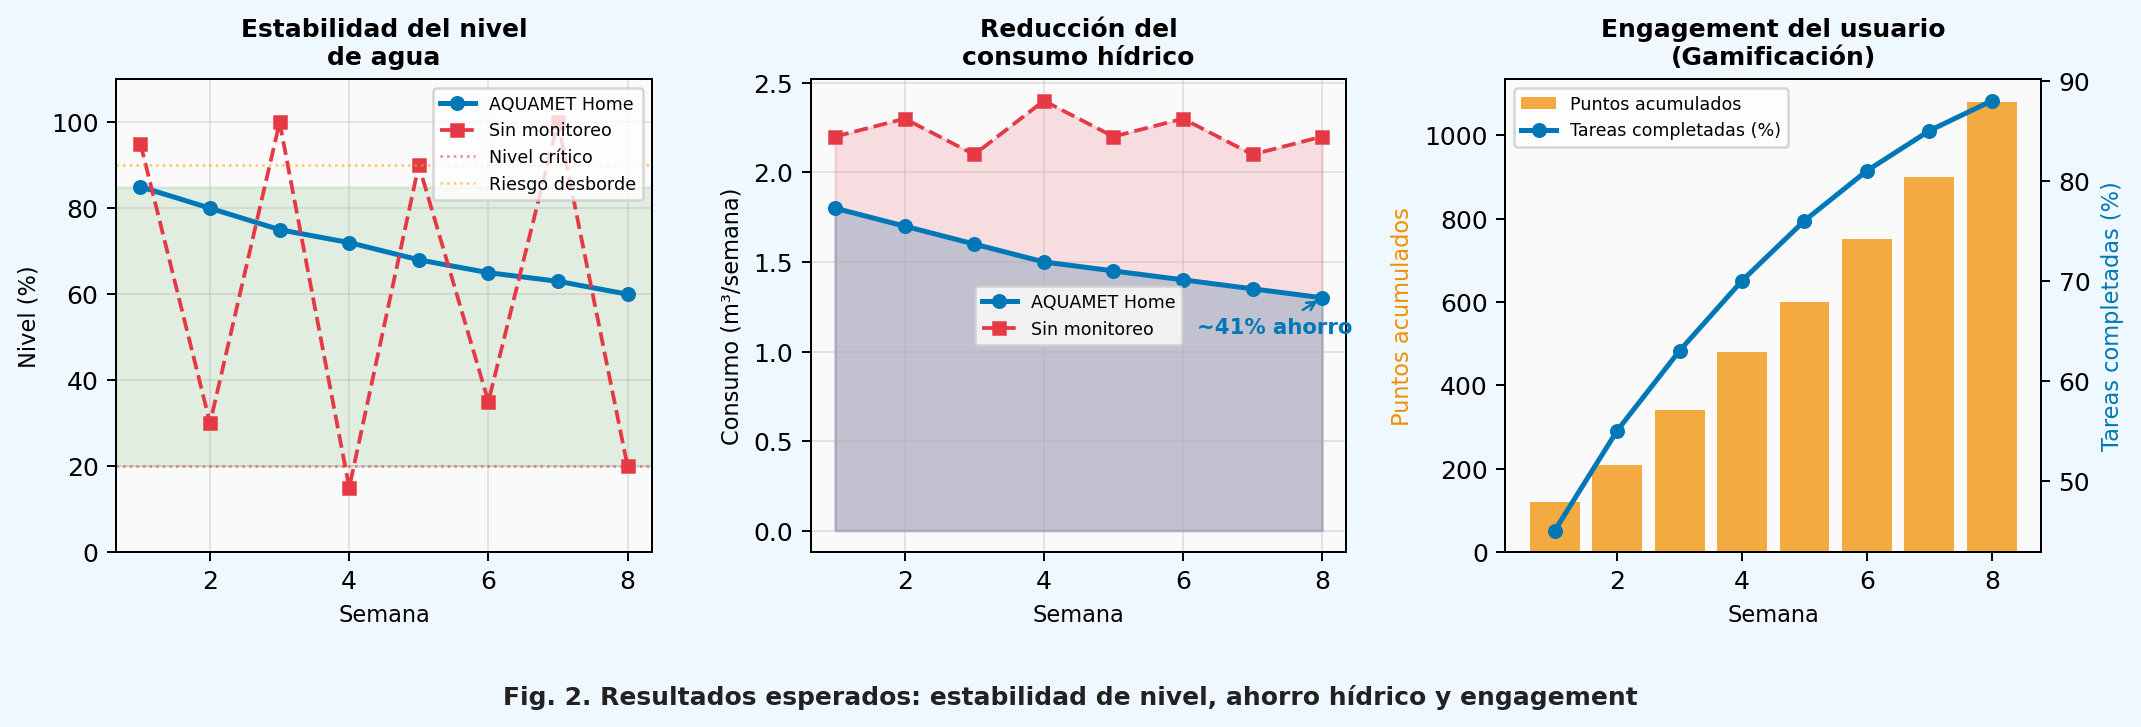 Estabilidad del nivel
de agua
Nivel (%)
100
80
60
40
20
0
2 4 6 8
Semana
AQUAMET Home
Sin monitoreo
Nivel crítico
Riesgo desborde
Reducción del
consumo hídrico
Consumo (m³/semana)
2.5
2.0
1.5
1.0
0.5
0.0
2 4 6 8
Semana
AQUAMET Home
Sin monitoreo
~41% ahorro
Engagement del usuario
(Gamificación)
Puntos acumulados
1000
800
600
400
200
0
2 4 6 8
Semana
Puntos acumulados
Tareas completadas (%)
90
80
70
60
50
Tareas completadas (%)
Fig. 2. Resultados esperados: estabilidad de nivel, ahorro hídrico y engagement